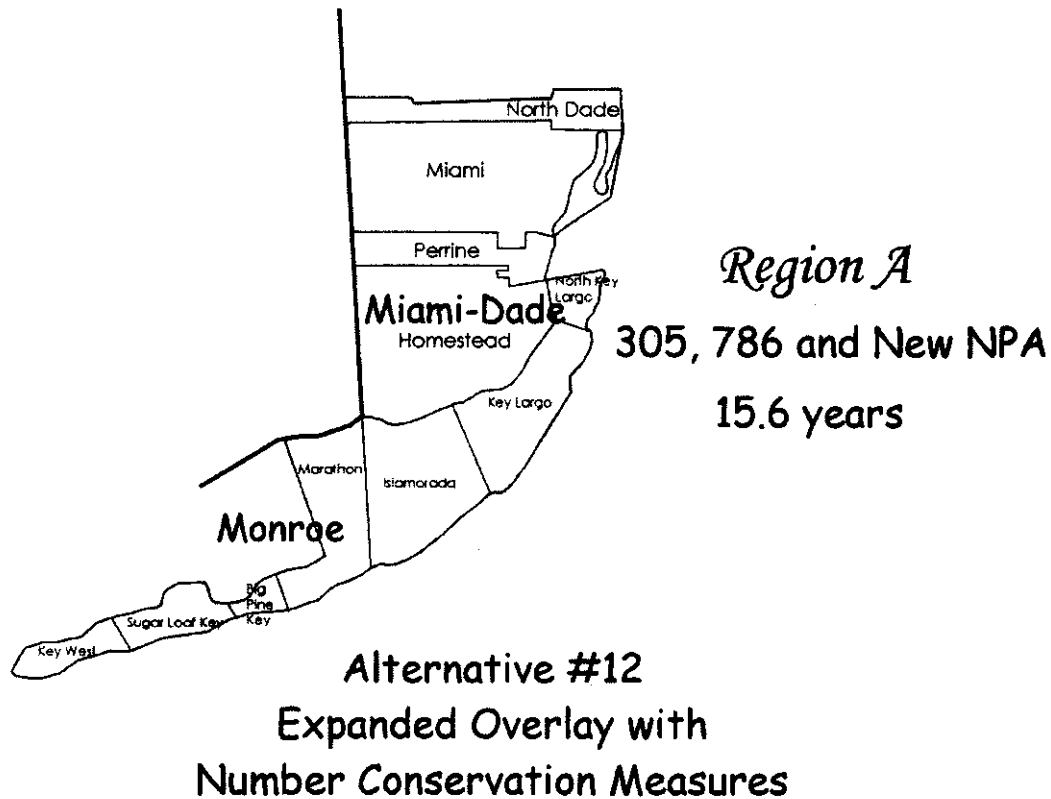 North Dade
Miami
Perrine
North Key
Largo
Miami-Dade
Homestead
Region A
305, 786 and New NPA
15.6 years
Key Largo
Marathon
Islamorada
Monroe
Big
Pine
Key
Sugar Loaf Key
Key West
Alternative #12
Expanded Overlay with
Number Conservation Measures